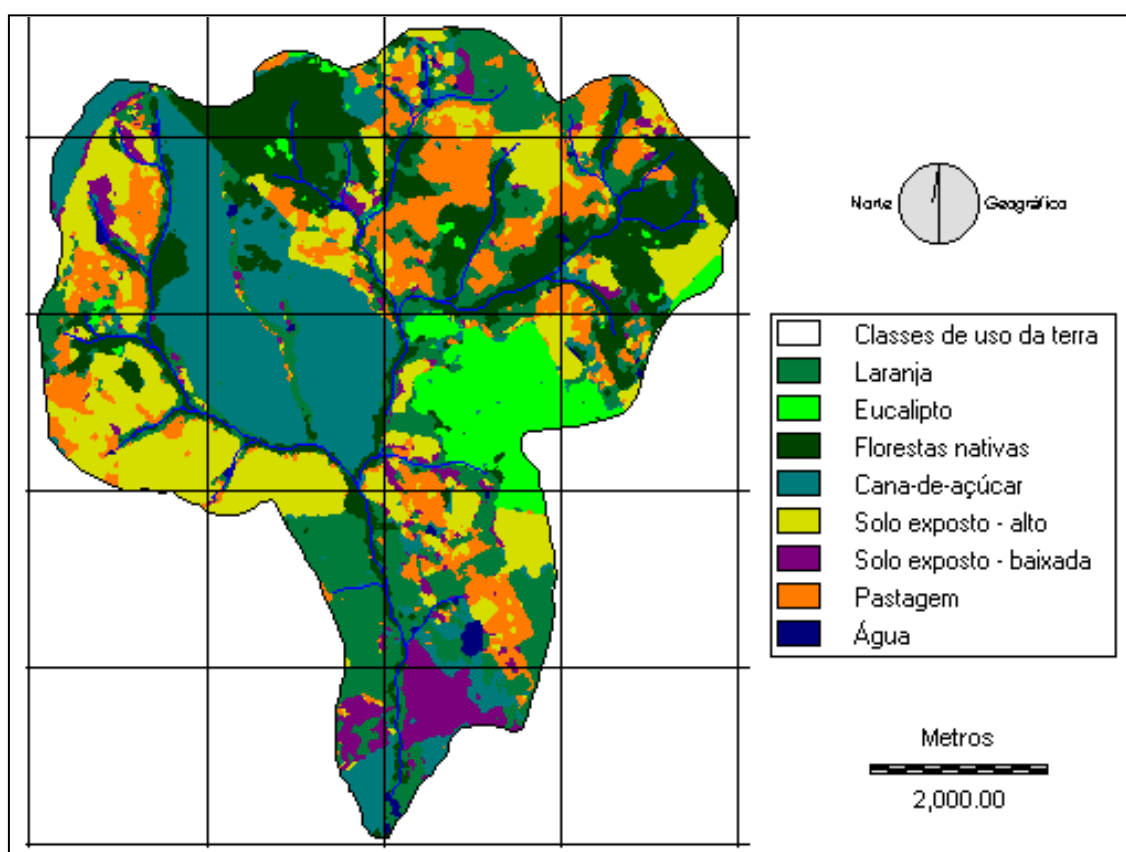 Norte Geográfica
Classes de uso da terra
Laranja
Eucalipto
Florestas nativas
Cana-de-açúcar
Solo exposto - alto
Solo exposto - baixada
Pastagem
Água
Metros
2,000.00